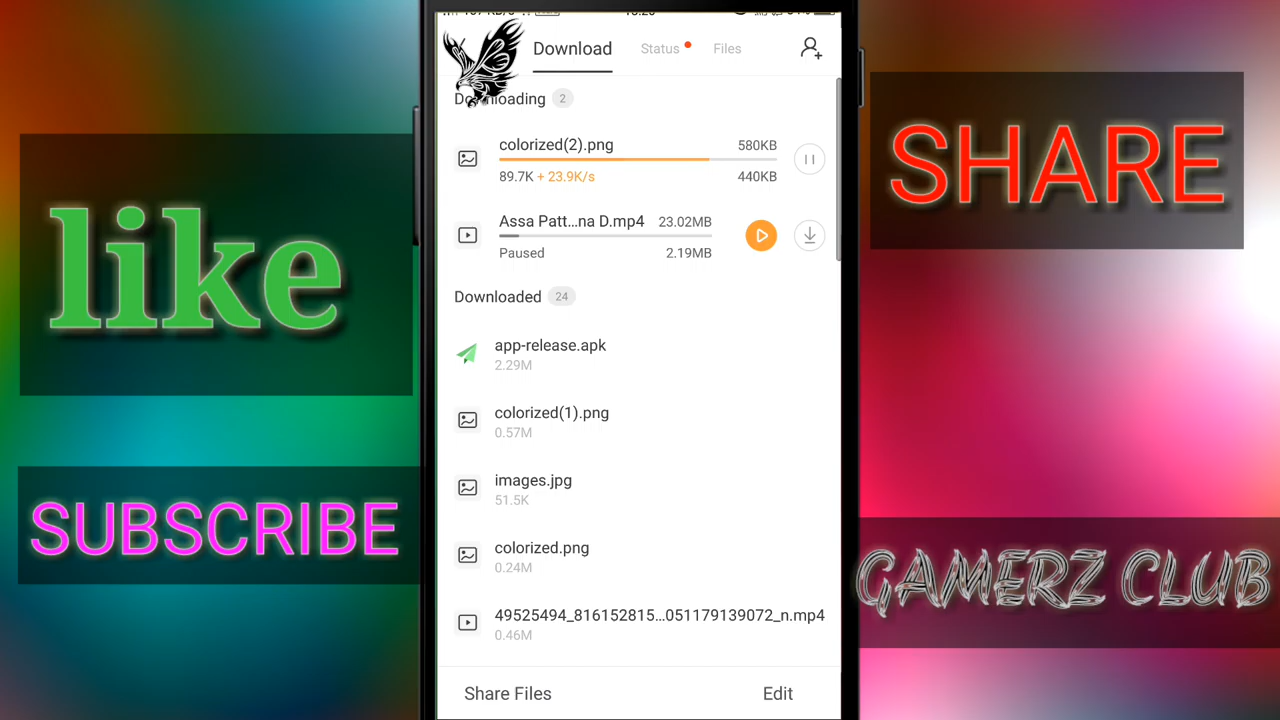 like
SUBSCRIBE
Download
Status
Files
Downloading 2
colorized(2).png 580KB
89.7K + 23.9K/s 440KB
Assa Patt...na D.mp4 23.02MB
Paused 2.19MB
Downloaded 24
app-release.apk
2.29M
colorized(1).png
0.57M
images.jpg
51.5K
colorized.png
0.24M
49525494_816152815...051179139072_n.mp4
0.46M
Share Files
Edit
SHARE
GAMERZ CLUB